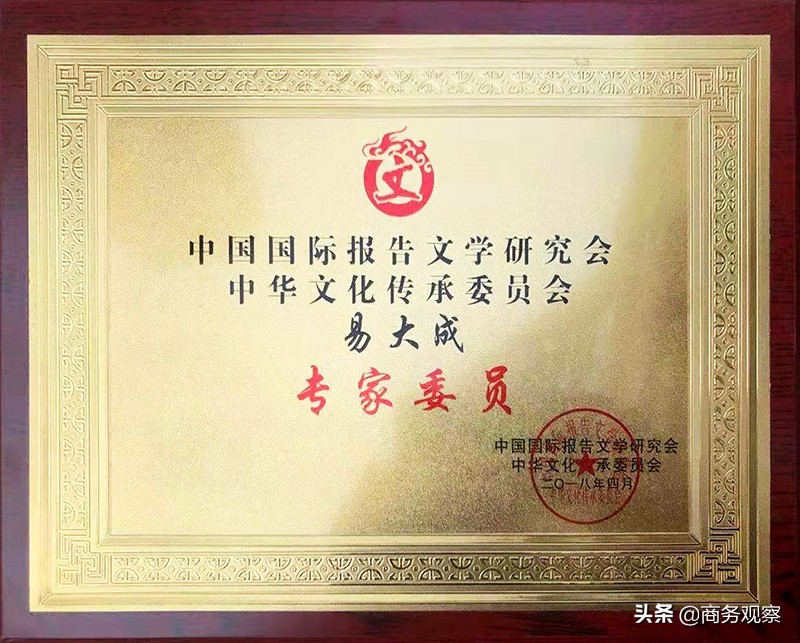 文
中国国际报告文学研究会
中华文化传承委员会
易大成
专家委员
中国国际报告文学研究会
中华文化传承委员会
二〇一八年四月
头条 @商务观察